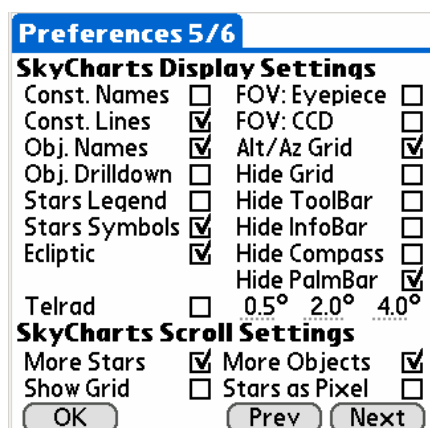 Preferences 5/6
SkyCharts Display Settings
Const. Names FOV: Eyepiece
Const. Lines FOV: CCD
Obj. Names Alt/Az Grid
Obj. Drilldown Hide Grid
Stars Legend Hide ToolBar
Stars Symbols Hide InfoBar
Ecliptic Hide Compass
Hide PalmBar
Telrad 0.5° 2.0° 4.0°
SkyCharts Scroll Settings
More Stars More Objects
Show Grid Stars as Pixel
OK Prev Next